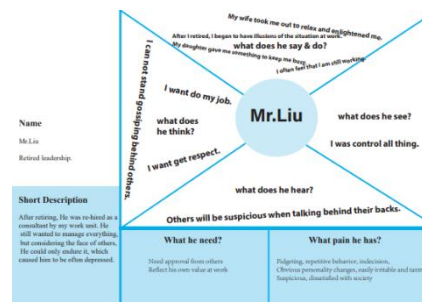 My wife took me out to relax and enlightened me.
After I retired, I began to have illusions of the situation at work.
My daughter gave me something to keep me busy.
what does he say & do?
I often feel that I am still working.
I can not stand gossiping behind others.
I want do my job.
what does
he think?
I want get respect.
Mr.Liu
what does he see?
I was control all thing.
what does he hear?
Others will be suspicious when talking behind their backs.
Name
Mr.Liu
Retired leadership.
Short Description
After retiring, He was re-hired as a
consultant by my work unit. He
still wanted to manage everything,
but considering the face of others,
He could only endure it, which
caused him to be often depressed.
What he need?
Need approval from others
Reflect his own value at work
What pain he has?
Fidgeting, repetitive behavior, indecision,
Obvious personality changes, easily irritable and
Suspicious, dissatisfied with society